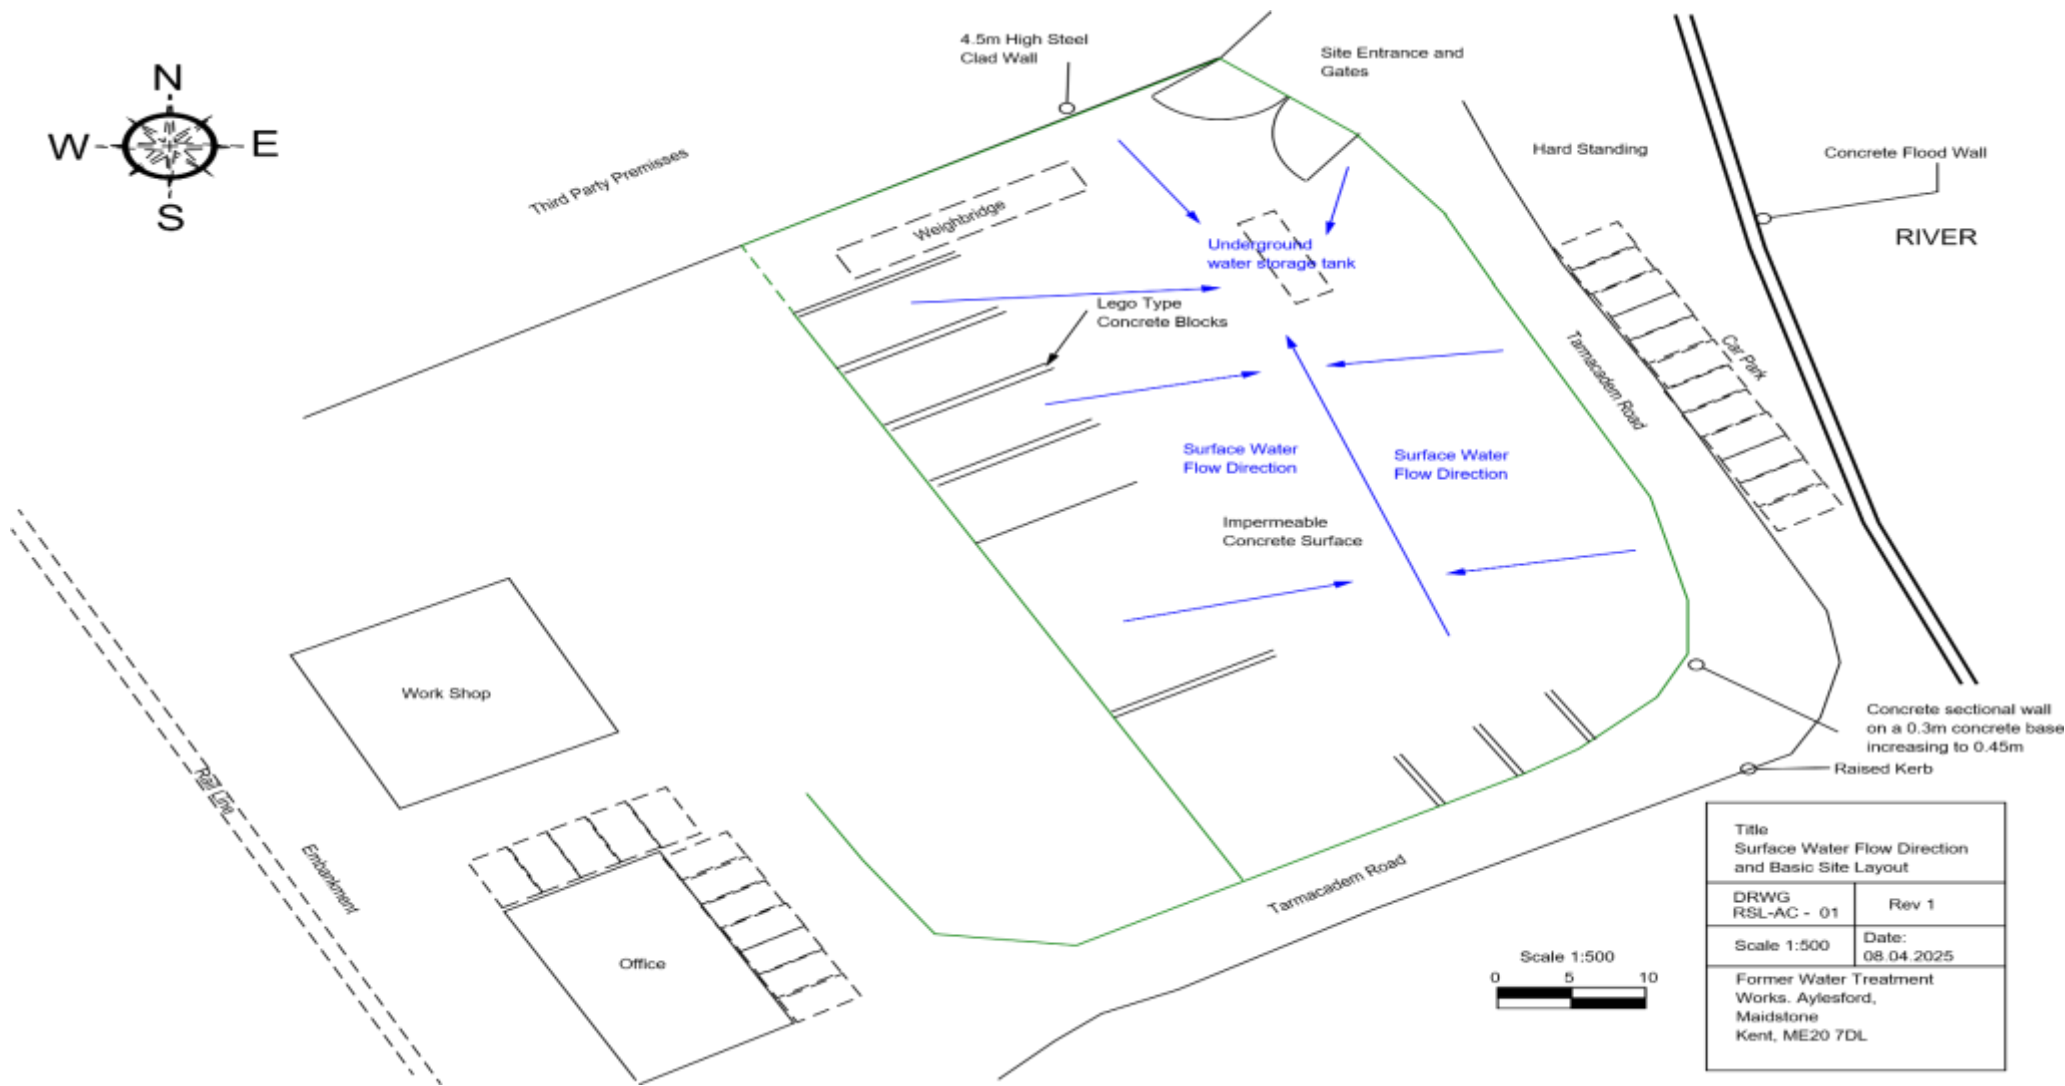 N
W
E
S
4.5m High Steel
Clad Wall
Site Entrance and
Gates
Third Party Premisses
Hard Standing
Concrete Flood Wall
RIVER
Weighbridge
Underground
water storage tank
Lego Type
Concrete Blocks
Tarmacadem Road
Car Park
Surface Water
Flow Direction
Surface Water
Flow Direction
Impermeable
Concrete Surface
Work Shop
Rail Line
Embankment
Office
Tarmacadem Road
Concrete sectional wall
on a 0.3m concrete base
increasing to 0.45m
Raised Kerb
Scale 1:500
0 5 10
Title
Surface Water Flow Direction
and Basic Site Layout
DRWG
RSL-AC - 01
Rev 1
Scale 1:500
Date:
08.04.2025
Former Water Treatment
Works. Aylesford,
Maidstone
Kent, ME20 7DL